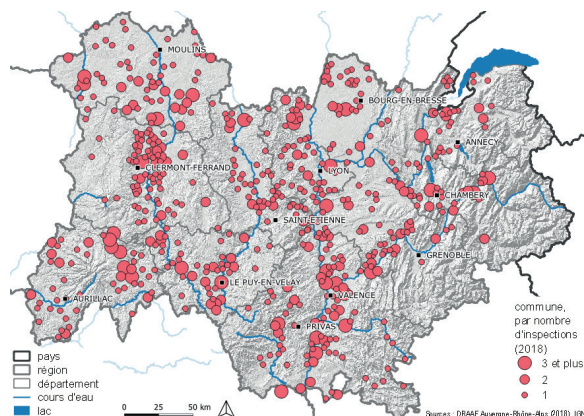 MOULINS
BOURG-EN-BRESSE
ANNECY
CLERMONT-FERRAND
LYON
CHAMBERY
SAINT-ETIENNE
GRENOBLE
LE PUY-EN-VELAY
AURILLAC
VALENCE
PRIVAS
commune,
par nombre
d'inspections
(2018)
3 et plus
2
1
pays
région
département
cours d'eau
lac
0 25 50 km
Sources : DRAAF Auvergne-Rhône-Alpes (2018), IGN